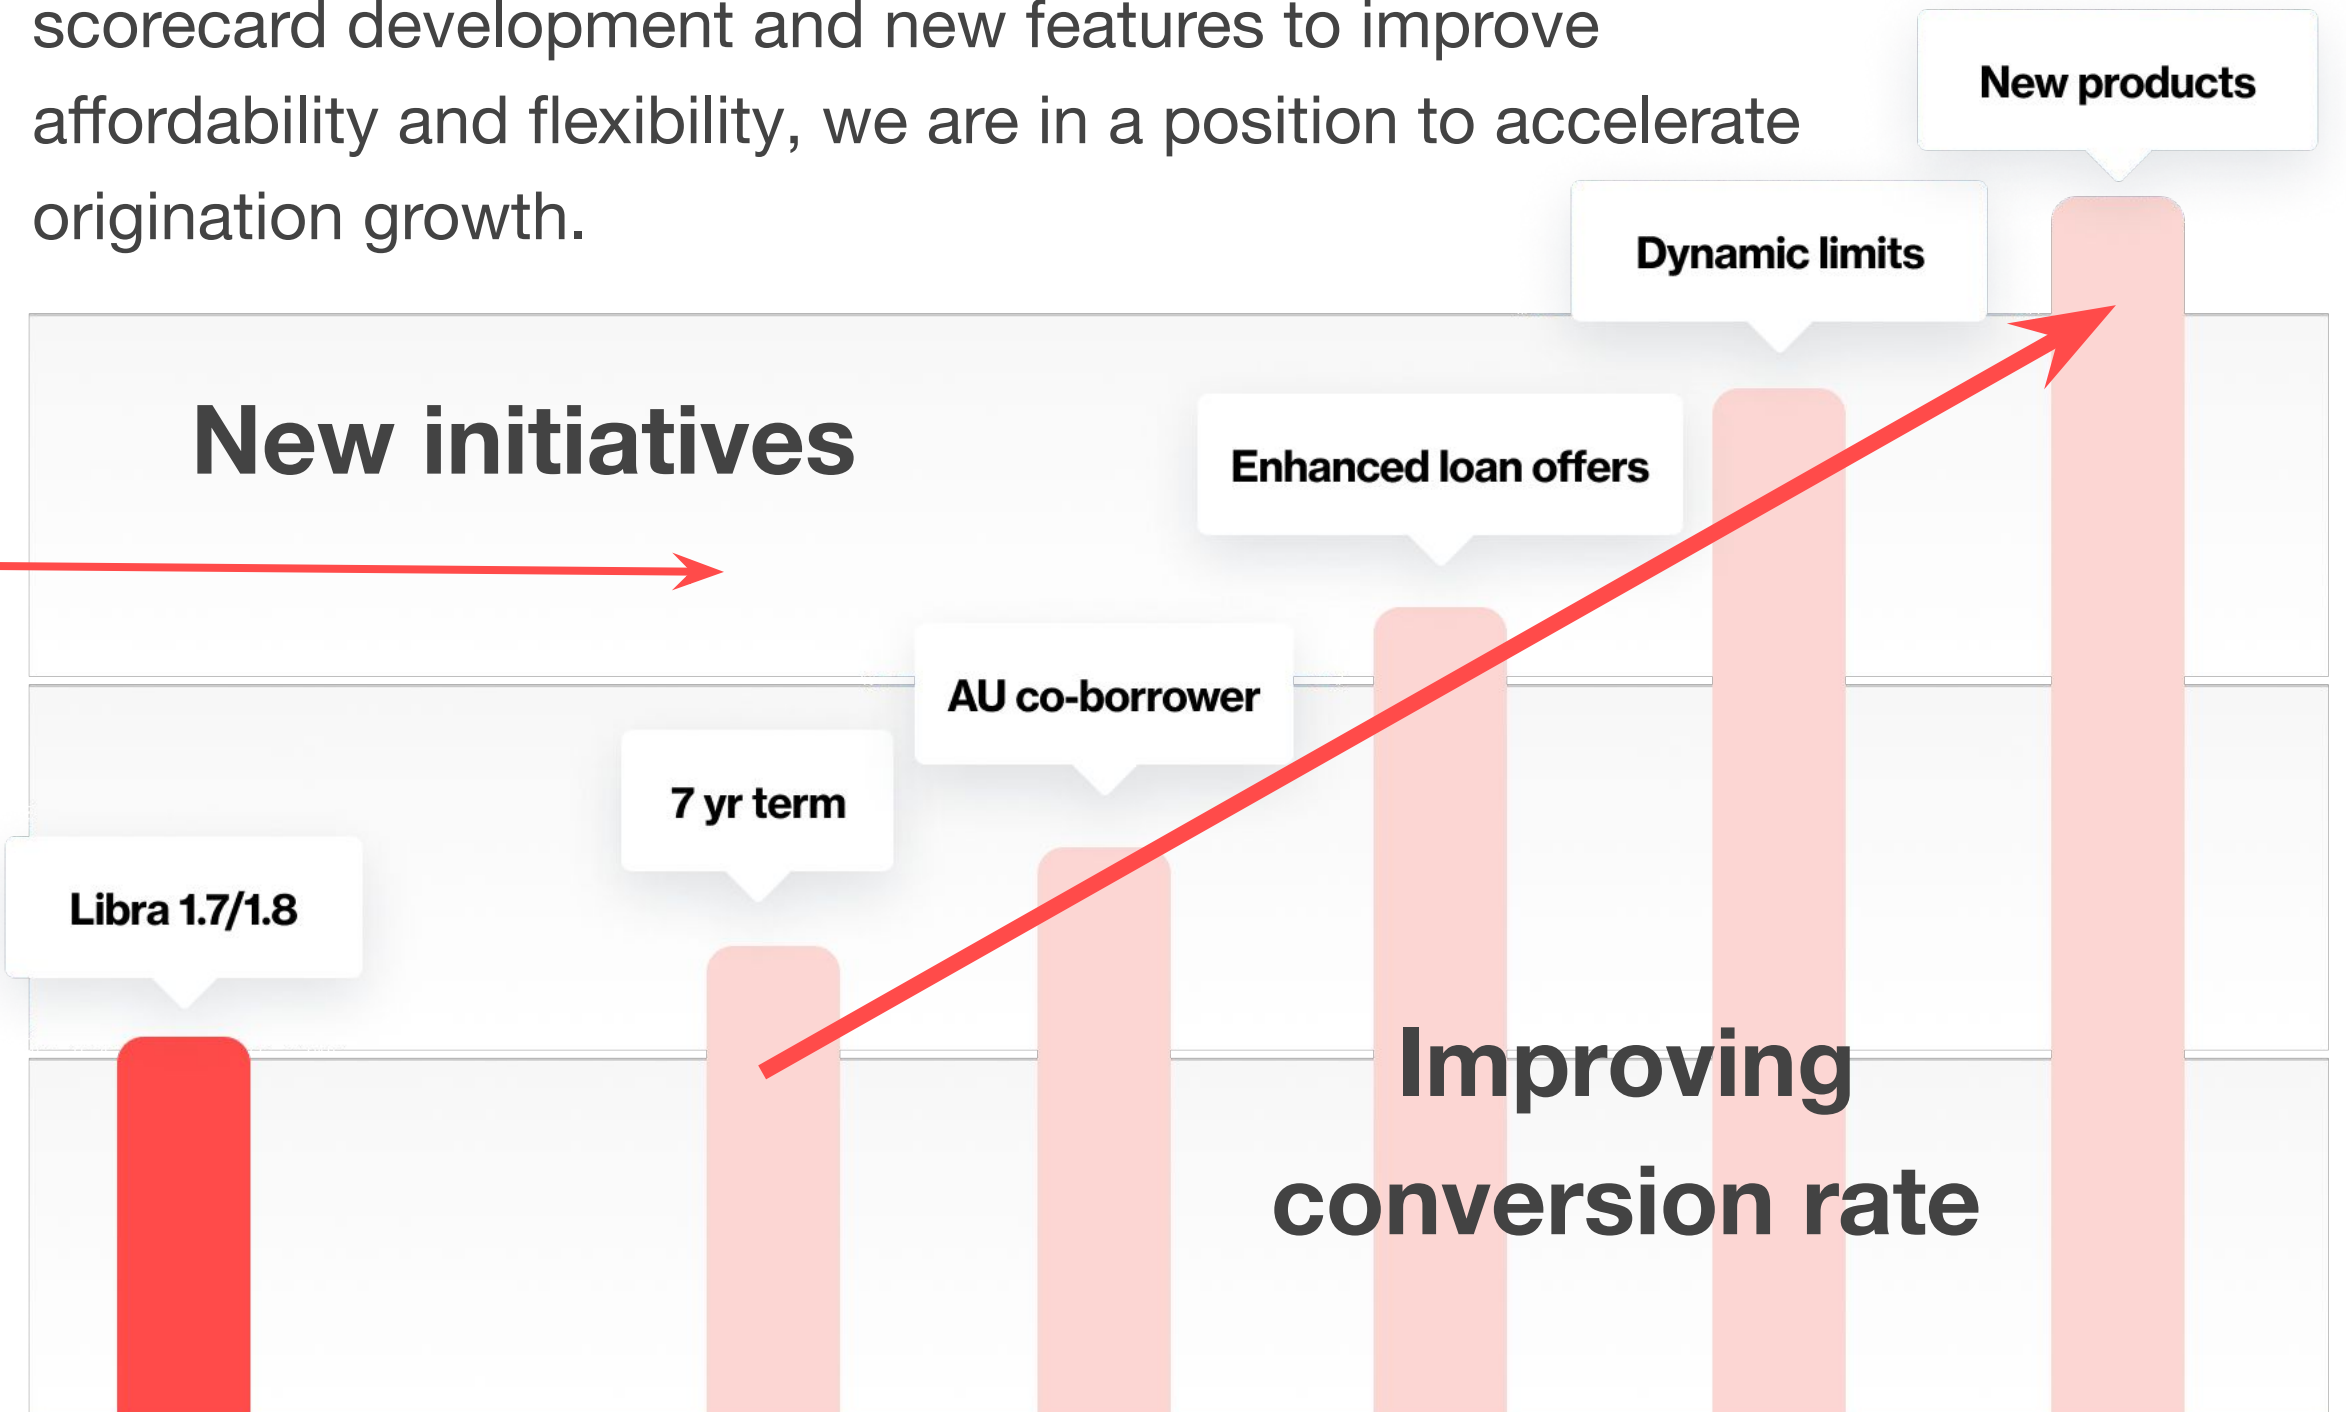 scorecard development and new features to improve
affordability and flexibility, we are in a position to accelerate
origination growth.
New products
Dynamic limits
New initiatives
Enhanced loan offers
AU co-borrower
7 yr term
Libra 1.7/1.8
Improving
conversion rate